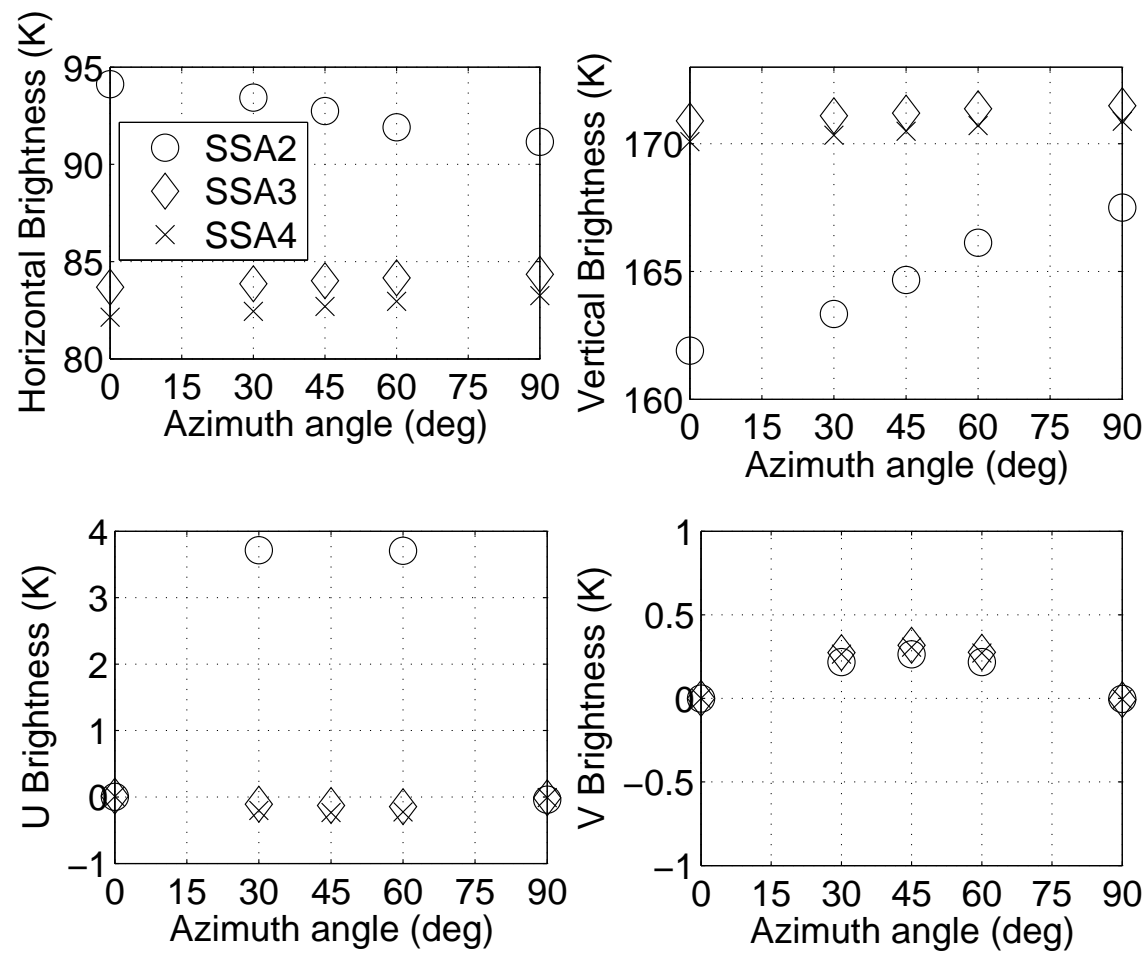 Horizontal Brightness (K)
95
90
85
80
SSA2
SSA3
SSA4
0 15 30 45 60 75 90
Azimuth angle (deg)
Vertical Brightness (K)
170
165
160
0 15 30 45 60 75 90
Azimuth angle (deg)
U Brightness (K)
4
3
2
1
0
−1
0 15 30 45 60 75 90
Azimuth angle (deg)
V Brightness (K)
1
0.5
0
−0.5
−1
0 15 30 45 60 75 90
Azimuth angle (deg)